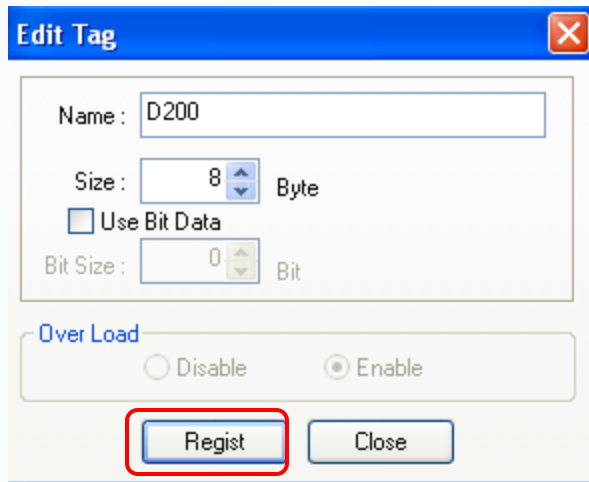 Edit Tag
Name : D200
Size : 8 Byte
Use Bit Data
Bit Size : 0 Bit
Over Load
Disable Enable
Regist Close